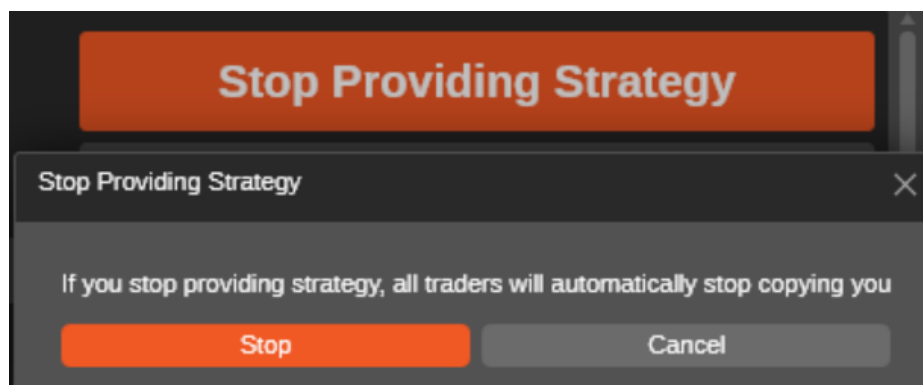 Stop Providing Strategy
Stop Providing Strategy
If you stop providing strategy, all traders will automatically stop copying you
Stop
Cancel